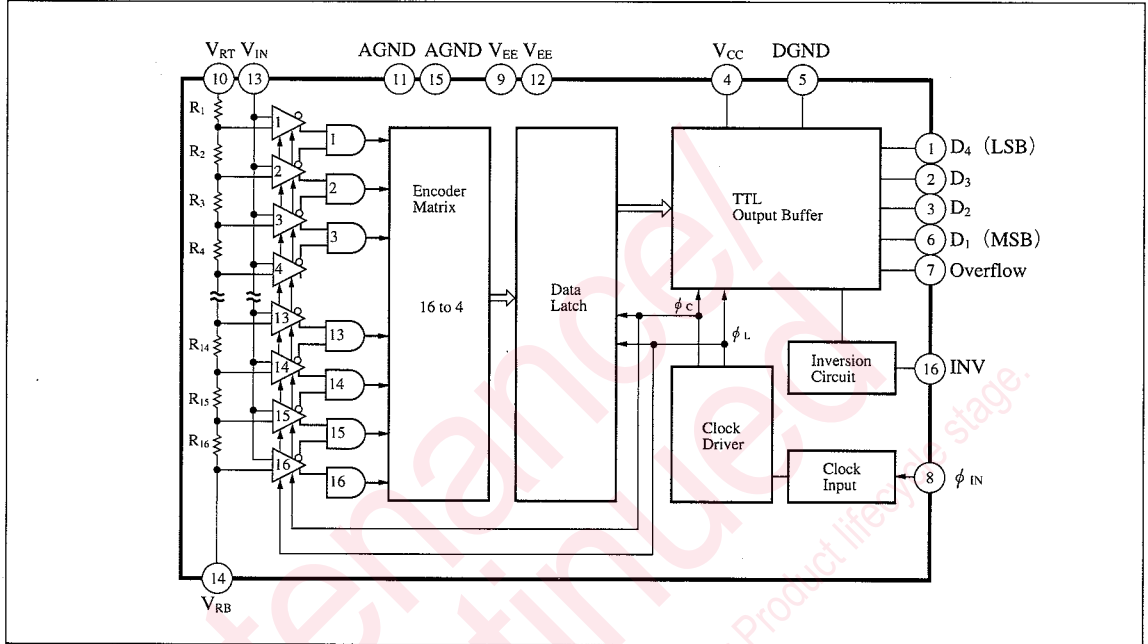 VRT VIN AGND AGND VEE VEE VCC DGND
10 13 11 15 9 12 4 5
R1
R2
R3
R4
R14
R15
R16
1
2
3
4
13
14
15
16
1
2
3
13
14
15
16
Encoder
Matrix
16 to 4
Data
Latch
TTL
Output Buffer
1 D4 (LSB)
2 D3
3 D2
6 D1 (MSB)
7 Overflow
ϕC
ϕL
Inversion
Circuit
16 INV
Clock
Driver
Clock
Input
8 ϕIN
14
VRB
tenance/
tinued
Product lifecycle stage.